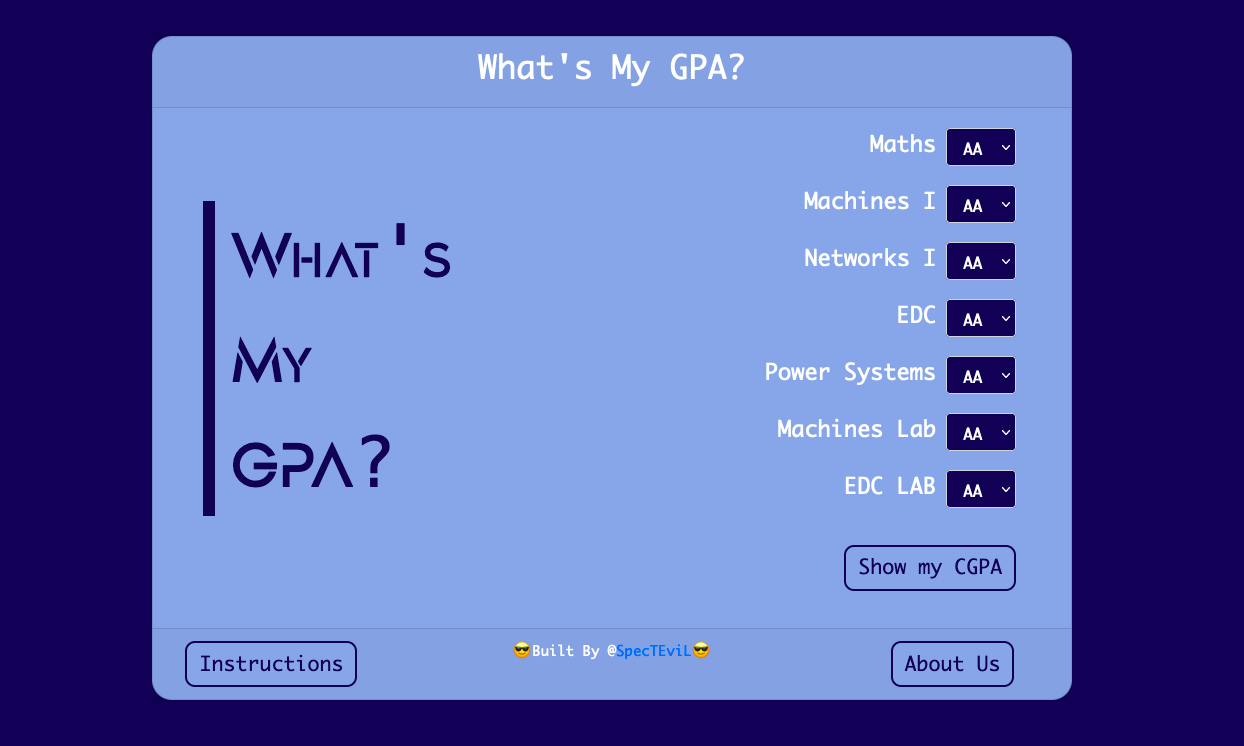 What's My GPA?
What's
My
GPA?
Maths AA
Machines I AA
Networks I AA
EDC AA
Power Systems AA
Machines Lab AA
EDC LAB AA
Show my CGPA
Instructions
😎Built By @SpecTEviL😎
About Us